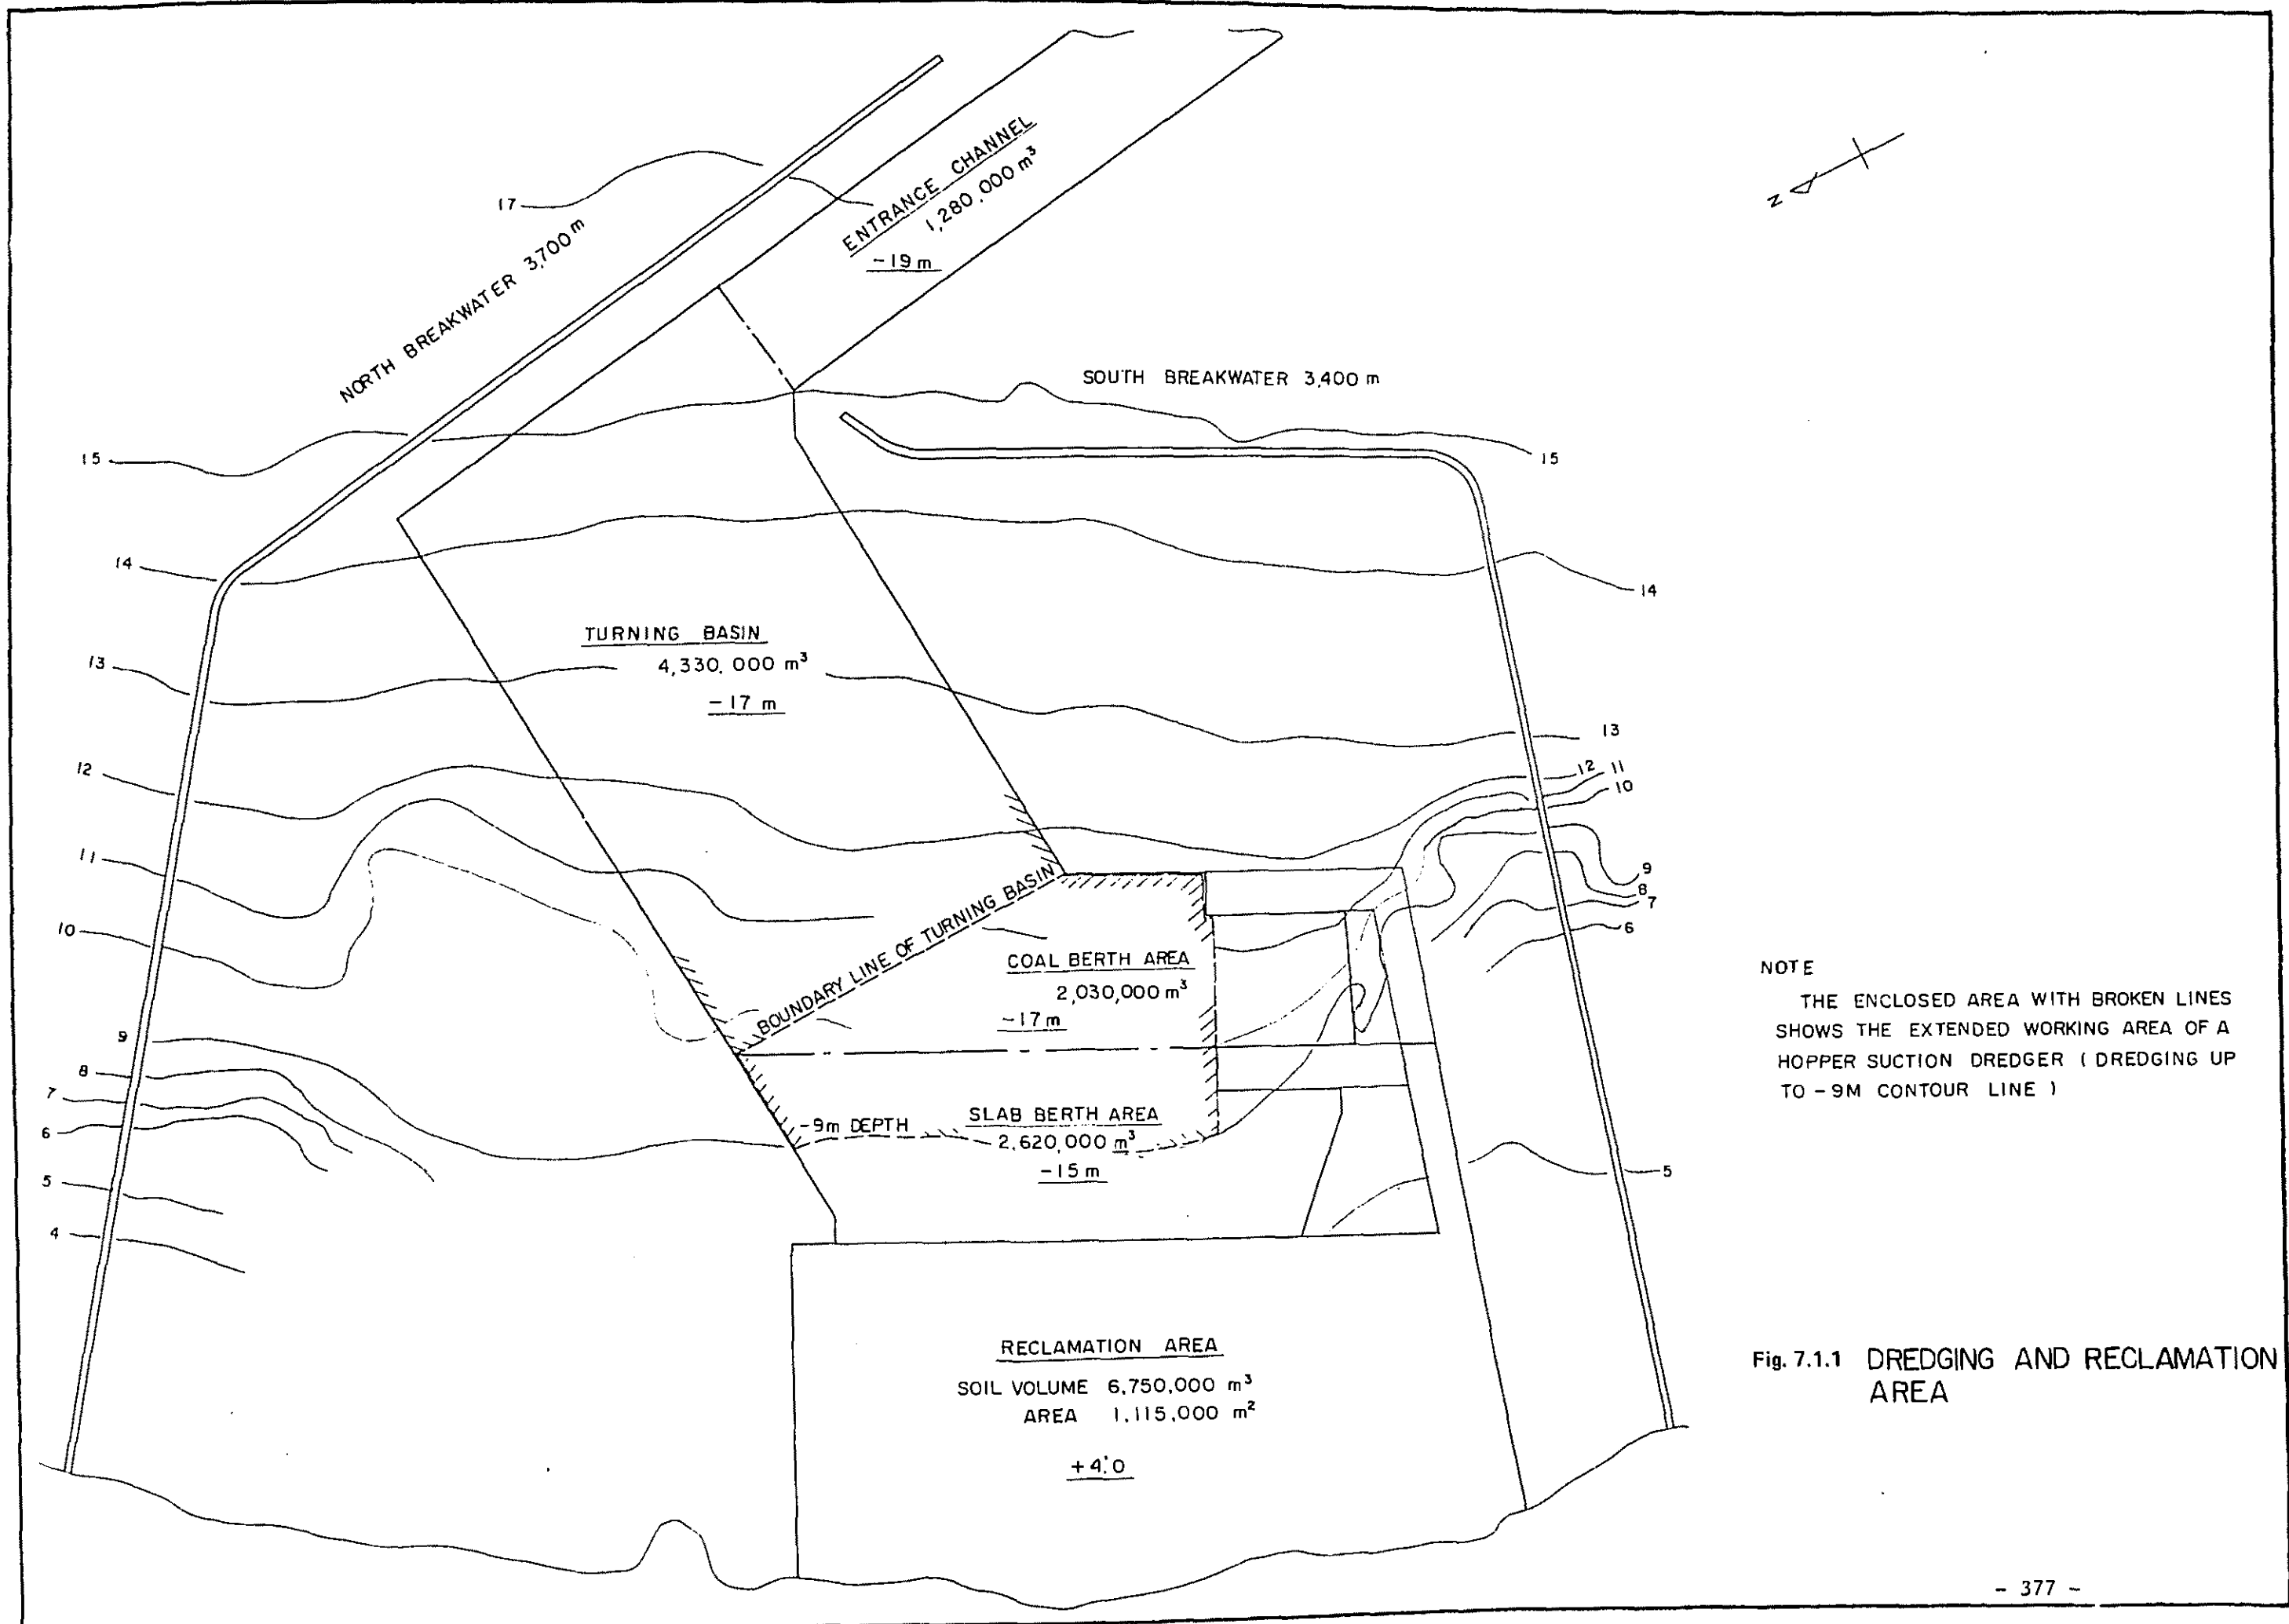 ENTRANCE CHANNEL
1,280,000 m³
-19 m
N
17
NORTH BREAKWATER 3,700 m
SOUTH BREAKWATER 3,400 m
15
15
14
14
TURNING BASIN
4,330,000 m³
-17 m
13
13
12
12
11
10
11
9
8
7
6
10
BOUNDARY LINE OF TURNING BASIN
COAL BERTH AREA
2,030,000 m³
-17 m
NOTE
THE ENCLOSED AREA WITH BROKEN LINES
SHOWS THE EXTENDED WORKING AREA OF A
HOPPER SUCTION DREDGER ( DREDGING UP
TO -9M CONTOUR LINE )
9
8
7
6
5
4
-9m DEPTH
SLAB BERTH AREA
2,620,000 m³
-15 m
5
RECLAMATION AREA
SOIL VOLUME 6,750,000 m³
AREA 1,115,000 m²
+4.0
Fig. 7.1.1 DREDGING AND RECLAMATION
AREA
- 377 -